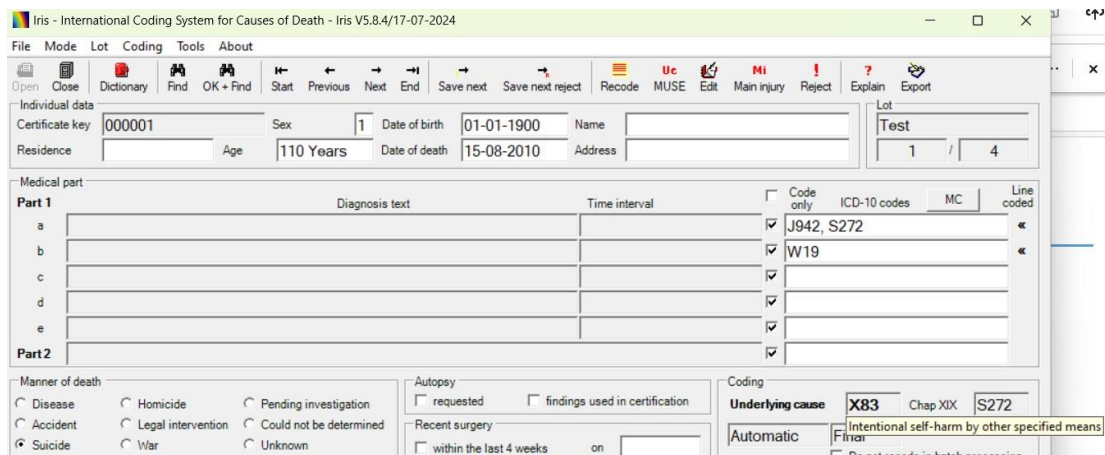 Iris - International Coding System for Causes of Death - Iris V5.8.4/17-07-2024
File Mode Lot Coding Tools About
Uc Mi ! ?
Open Close Dictionary Find OK + Find Start Previous Next End Save next Save next reject Recode MUSE Edit Main injury Reject Explain Export
Individual data Lot
Certificate key 000001 Sex 1 Date of birth 01-01-1900 Name Test
Residence Age 110 Years Date of death 15-08-2010 Address 1 / 4
Medical part
Part 1 Diagnosis text Time interval Code only ICD-10 codes MC Line coded
a J942, S272 «
b W19 «
c
d
e
Part 2
Manner of death Autopsy Coding
Disease Homicide Pending investigation requested findings used in certification Underlying cause X83 Chap XIX S272
Accident Legal intervention Could not be determined Recent surgery Intentional self-harm by other specified means
Suicide War Unknown within the last 4 weeks on Automatic Final